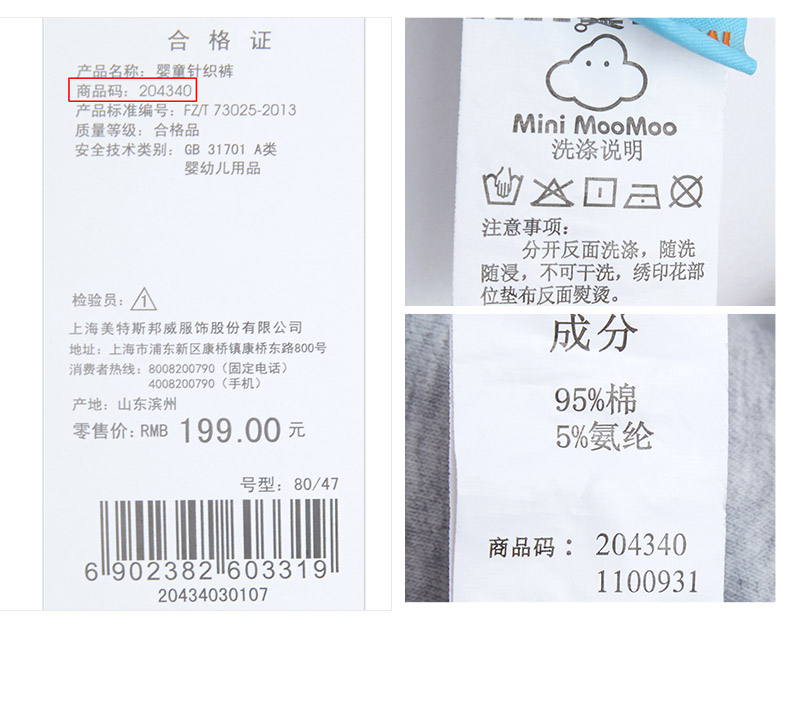 合格证
产品名称：婴童针织裤
商品码：204340
产品标准编号：FZ/T 73025-2013
质量等级：合格品
安全技术类别：GB 31701 A类
婴幼儿用品
检验员：1
上海美特斯邦威服饰股份有限公司
地址：上海市浦东新区康桥镇康桥东路800号
消费者热线：8008200790（固定电话）
4008200790（手机）
产地：山东滨州
零售价：RMB 199.00 元
号型：80/47
6 902382 603319
20434030107
Mini MooMoo
洗涤说明
注意事项：
分开反面洗涤，随洗
随浸，不可干洗，绣印花部
位垫布反面熨烫。
成分
95%棉
5%氨纶
商品码：204340
1100931